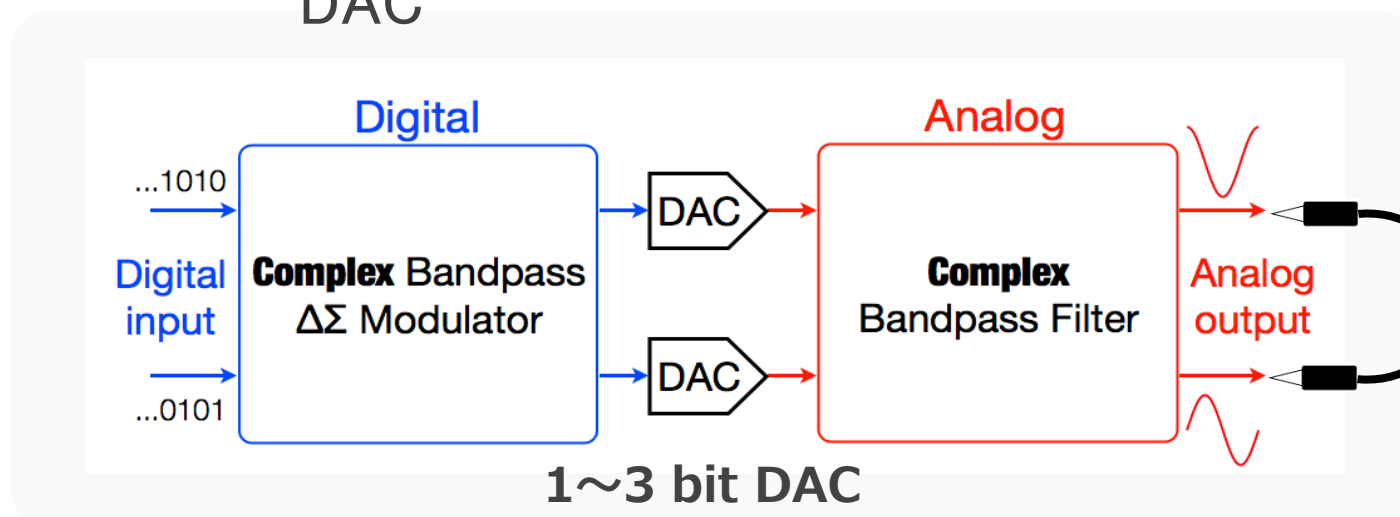 DAC
Digital
Analog
...1010
DAC
Digital
input
Complex Bandpass
ΔΣ Modulator
Complex
Bandpass Filter
Analog
output
DAC
...0101
1～3 bit DAC